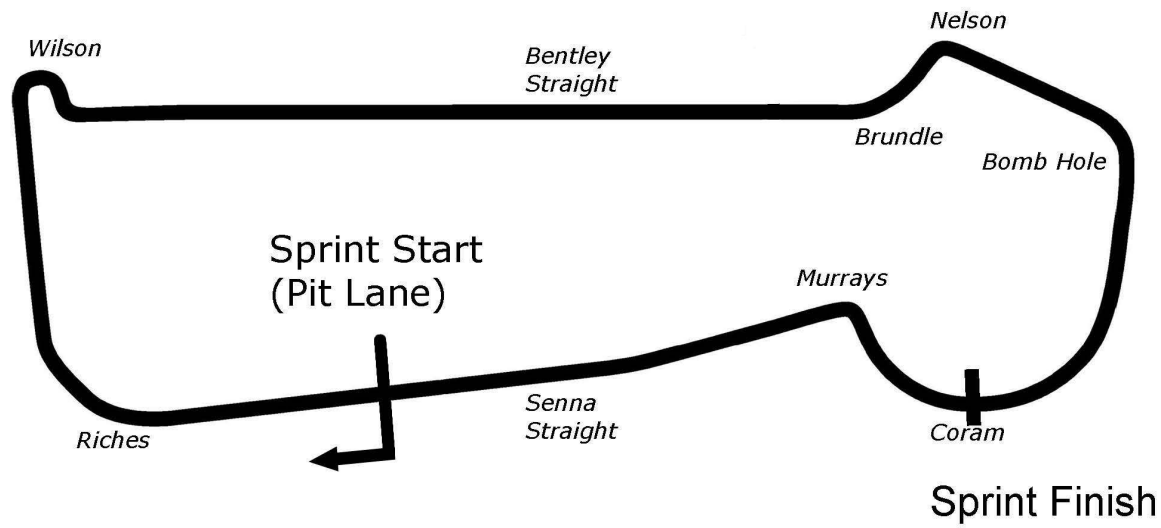 Nelson
Wilson
Bentley
Straight
Brundle
Bomb Hole
Sprint Start
(Pit Lane)
Murrays
Senna
Straight
Riches
Coram
Sprint Finish